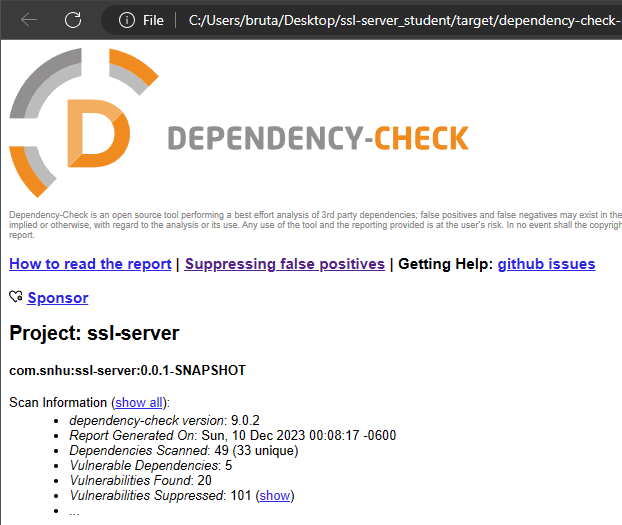 File
C:/Users/bruta/Desktop/ssl-server_student/target/dependency-check-
D
DEPENDENCY-CHECK
Dependency-Check is an open source tool performing a best effort analysis of 3rd party dependencies; false positives and false negatives may exist in the
implied or otherwise, with regard to the analysis or its use. Any use of the tool and the reporting provided is at the user's risk. In no event shall the copyrigh
report.
How to read the report | Suppressing false positives | Getting Help: github issues
Sponsor
Project: ssl-server
com.snhu:ssl-server:0.0.1-SNAPSHOT
Scan Information (show all):
• dependency-check version: 9.0.2
• Report Generated On: Sun, 10 Dec 2023 00:08:17 -0600
• Dependencies Scanned: 49 (33 unique)
• Vulnerable Dependencies: 5
• Vulnerabilities Found: 20
• Vulnerabilities Suppressed: 101 (show)
• ...